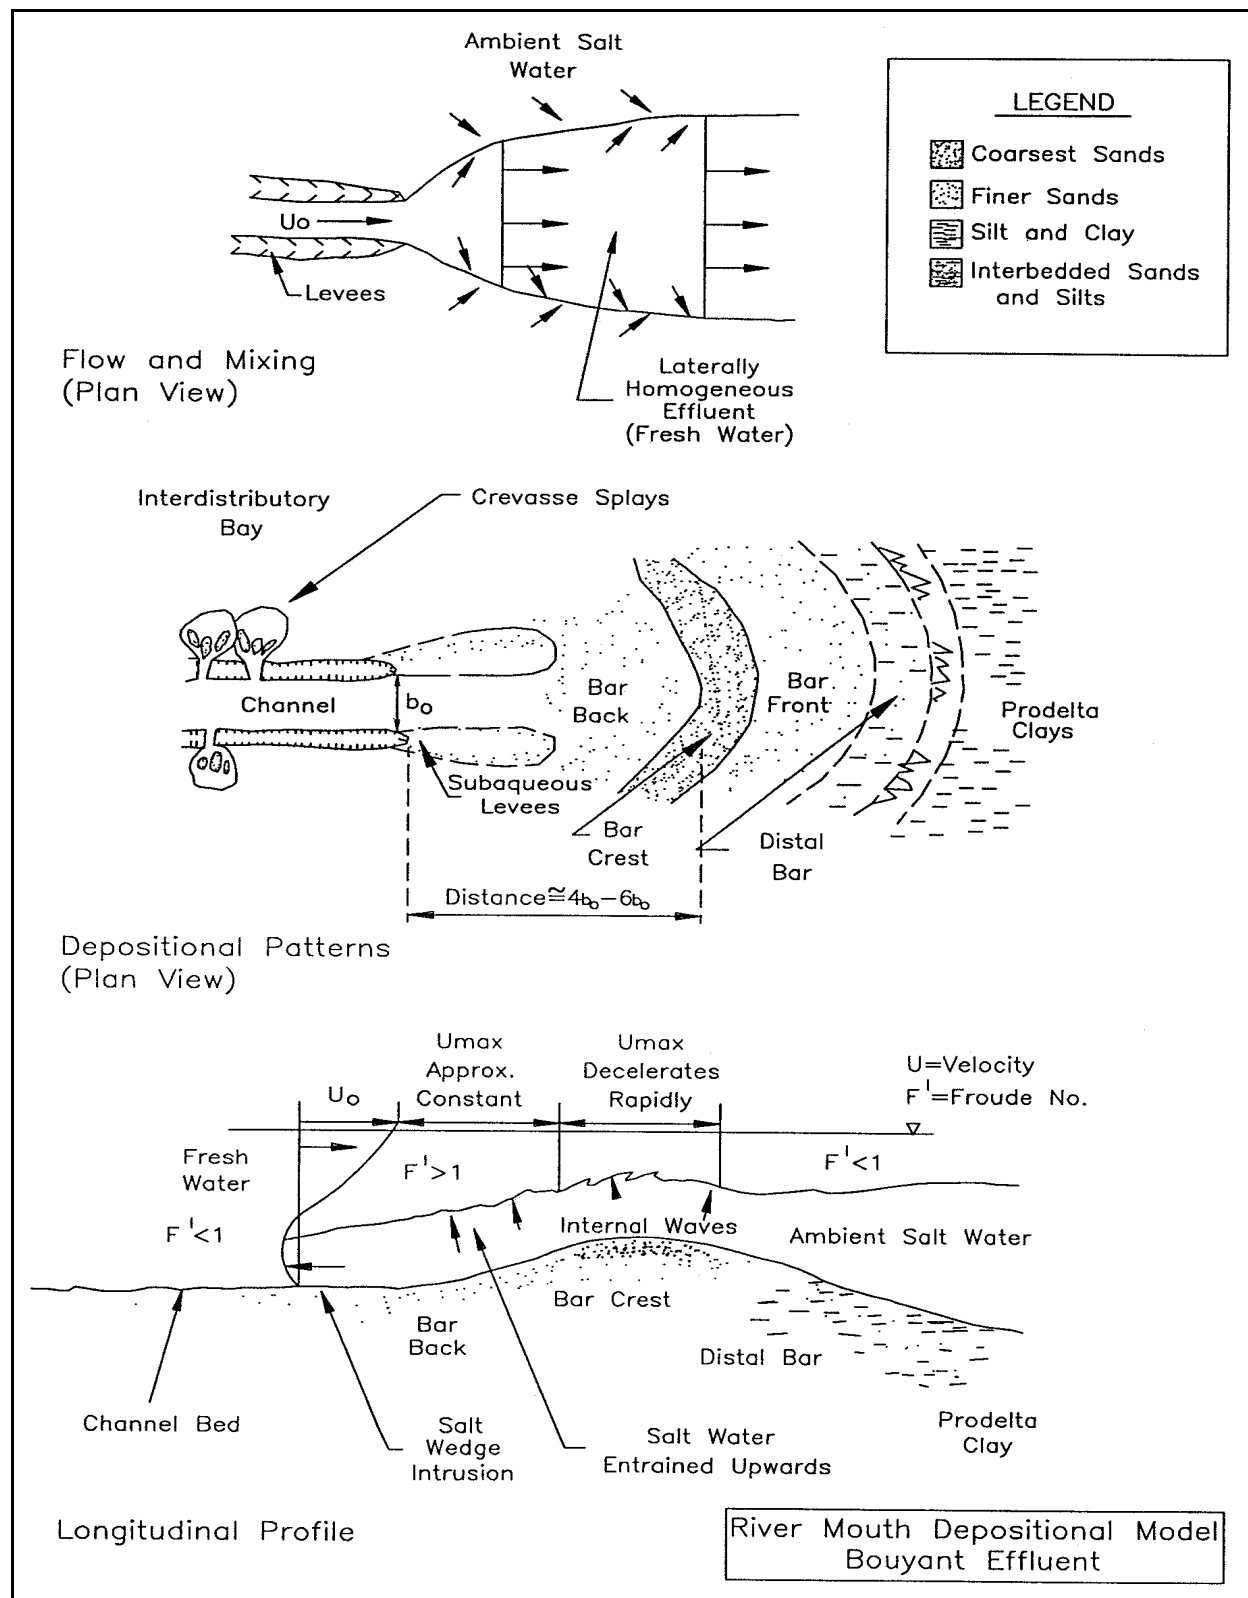 Ambient Salt
Water
LEGEND
Coarsest Sands
Finer Sands
Silt and Clay
Interbedded Sands
and Silts
Uo
Levees
Flow and Mixing
(Plan View)
Laterally
Homogeneous
Effluent
(Fresh Water)
Interdistributory
Bay
Crevasse Splays
Channel
bo
Bar
Back
Bar
Front
Prodelta
Clays
Subaqueous
Levees
Bar
Crest
Distal
Bar
Distance≅4bo–6bo
Depositional Patterns
(Plan View)
Uo
Umax
Approx.
Constant
Umax
Decelerates
Rapidly
U=Velocity
F'=Froude No.
Fresh
Water
F'<1
F'>1
F'<1
Internal Waves
Ambient Salt Water
Bar Crest
Bar
Back
Distal Bar
Channel Bed
Salt
Wedge
Intrusion
Salt Water
Entrained Upwards
Prodelta
Clay
Longitudinal Profile
River Mouth Depositional Model
Bouyant Effluent